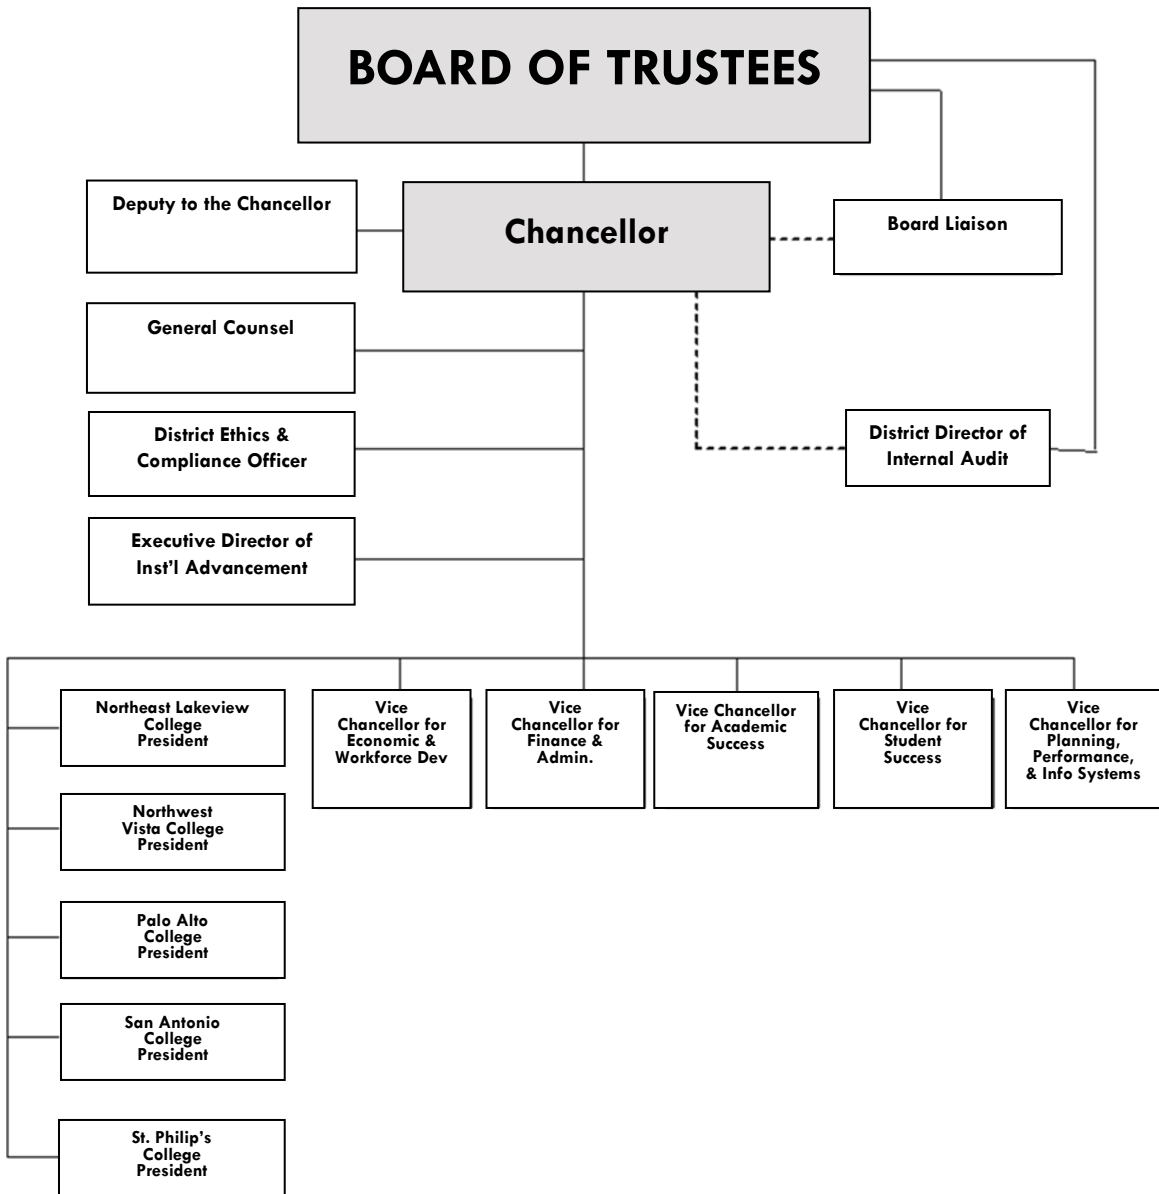 BOARD OF TRUSTEES
Deputy to the Chancellor
Chancellor
Board Liaison
General Counsel
District Ethics &
Compliance Officer
District Director of
Internal Audit
Executive Director of
Inst'l Advancement
Northeast Lakeview
College
President
Vice
Chancellor for
Economic &
Workforce Dev
Vice
Chancellor for
Finance &
Admin.
Vice Chancellor
for Academic
Success
Vice
Chancellor for
Student
Success
Vice
Chancellor for
Planning,
Performance,
& Info Systems
Northwest
Vista College
President
Palo Alto
College
President
San Antonio
College
President
St. Philip's
College
President